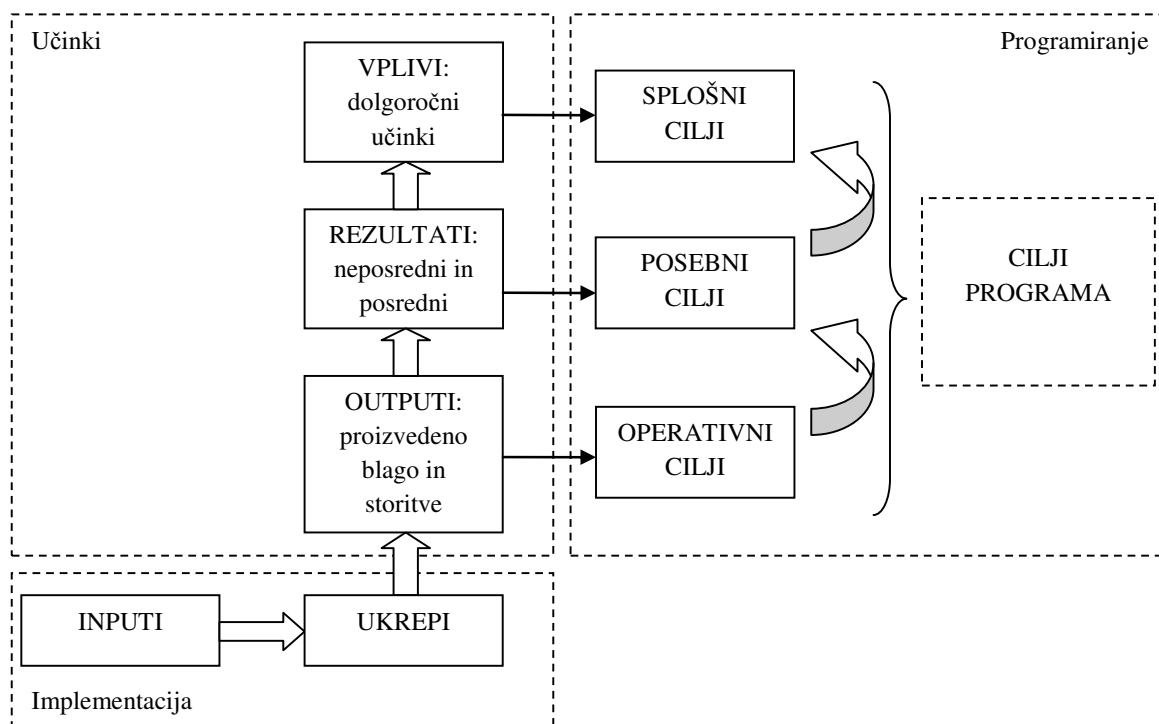 Učinki
VPLIVI:
dolgoročni
učinki
REZULTATI:
neposredni in
posredni
OUTPUTI:
proizvedeno
blago in
storitve
Programiranje
SPLOŠNI
CILJI
POSEBNI
CILJI
OPERATIVNI
CILJI
CILJI
PROGRAMA
INPUTI
UKREPI
Implementacija